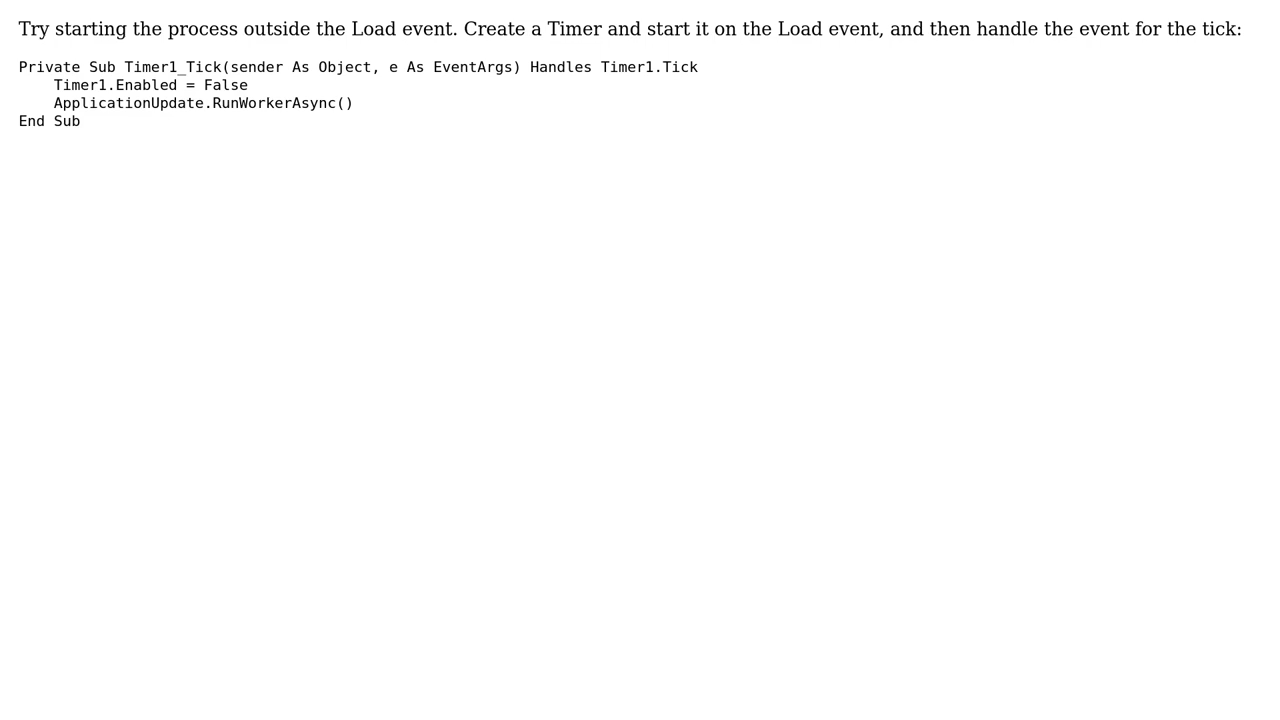 Try starting the process outside the Load event. Create a Timer and start it on the Load event, and then handle the event for the tick:
Private Sub Timer1_Tick(sender As Object, e As EventArgs) Handles Timer1.Tick
    Timer1.Enabled = False
    ApplicationUpdate.RunWorkerAsync()
End Sub